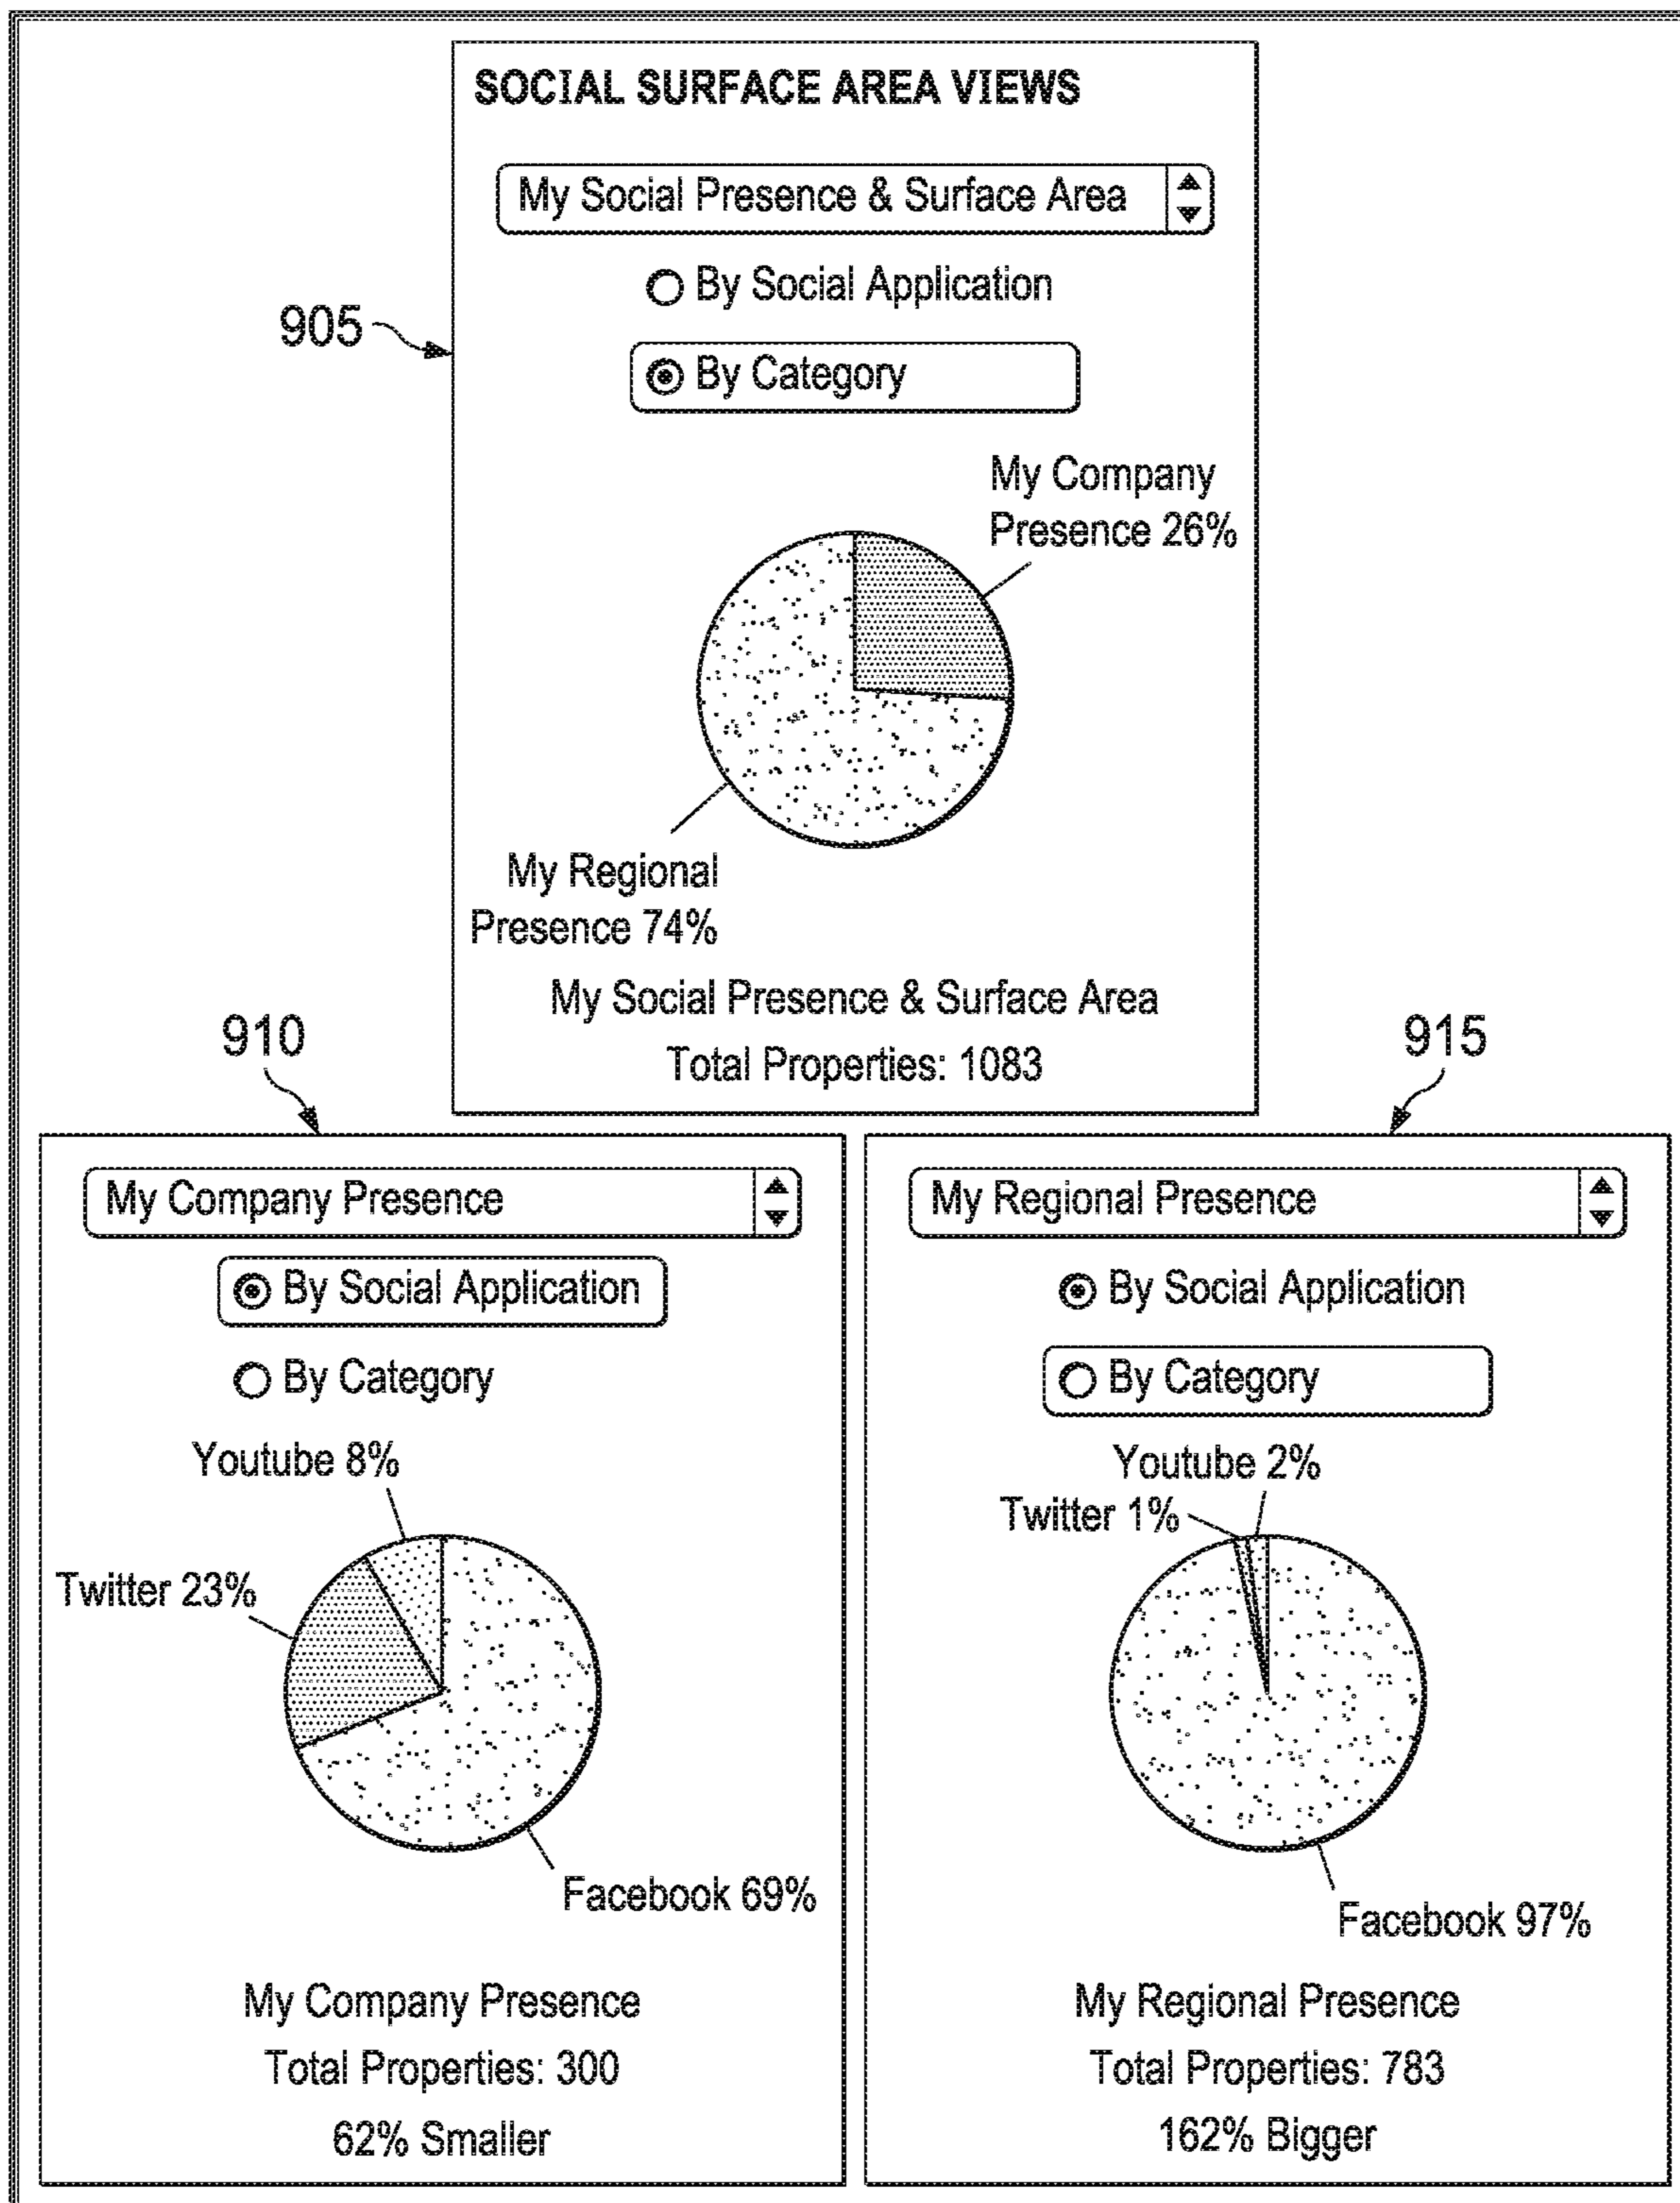 SOCIAL SURFACE AREA VIEWS
My Social Presence & Surface Area
By Social Application
905
By Category
My Company
Presence 26%
My Regional
Presence 74%
My Social Presence & Surface Area
Total Properties: 1083
910
915
My Company Presence
By Social Application
By Category
Youtube 8%
Twitter 23%
Facebook 69%
My Company Presence
Total Properties: 300
62% Smaller
My Regional Presence
By Social Application
By Category
Youtube 2%
Twitter 1%
Facebook 97%
My Regional Presence
Total Properties: 783
162% Bigger